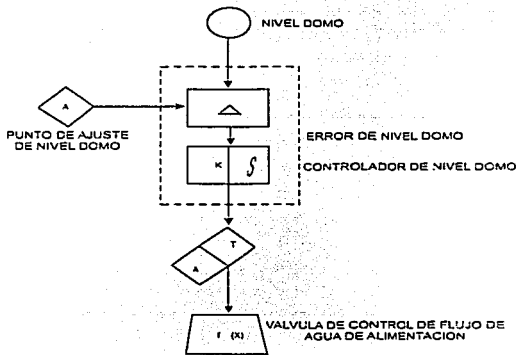 NIVEL DOMO
A
PUNTO DE AJUSTE
DE NIVEL DOMO
ERROR DE NIVEL DOMO
K ∫
CONTROLADOR DE NIVEL DOMO
T
A
f (X)
VALVULA DE CONTROL DE FLUJO DE
AGUA DE ALIMENTACION